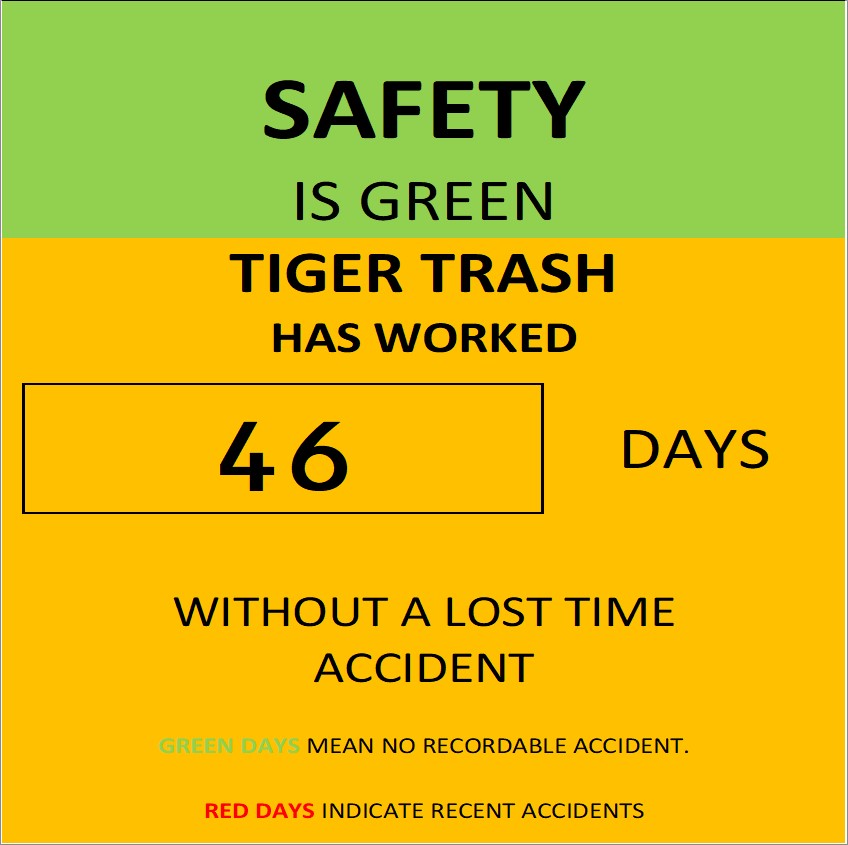 SAFETY
IS GREEN
TIGER TRASH
HAS WORKED
46 DAYS
WITHOUT A LOST TIME
ACCIDENT
GREEN DAYS MEAN NO RECORDABLE ACCIDENT.
RED DAYS INDICATE RECENT ACCIDENTS